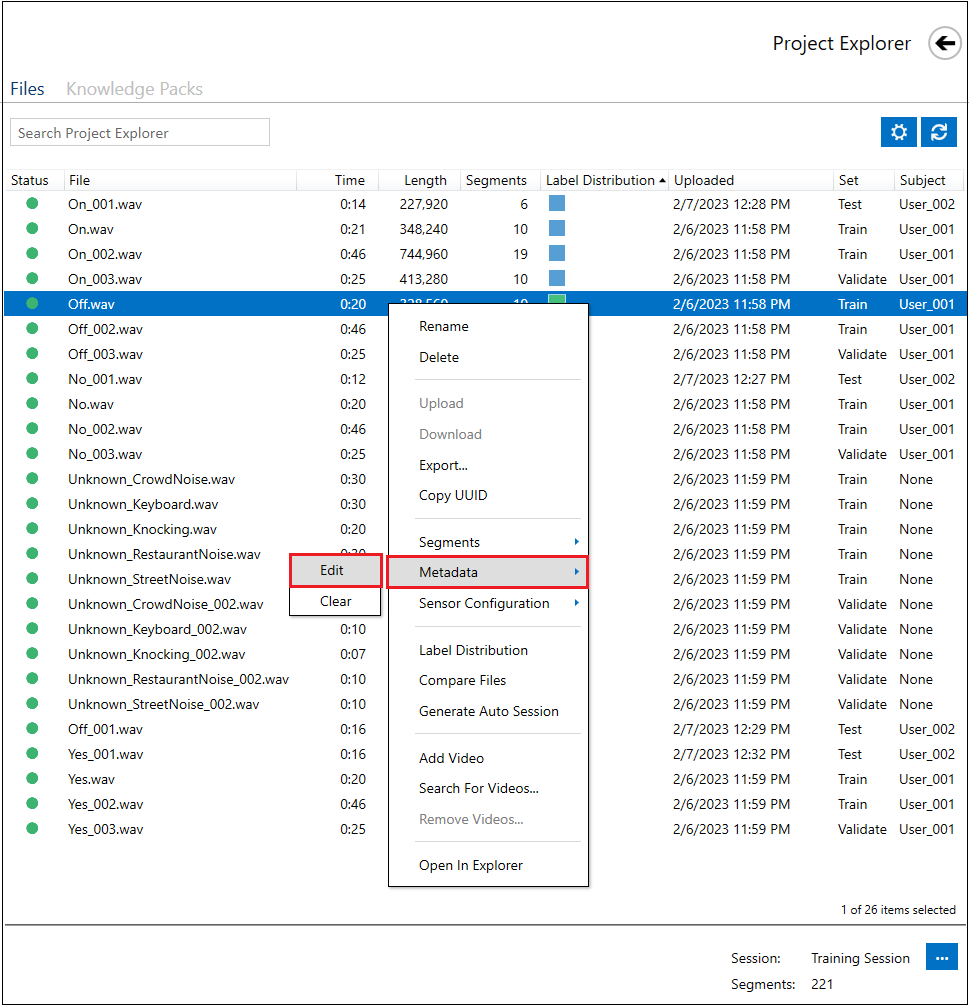 Project Explorer
Files Knowledge Packs
Search Project Explorer
Status File Time Length Segments Label Distribution Uploaded Set Subject
On_001.wav 0:14 227,920 6 2/7/2023 12:28 PM Test User_002
On.wav 0:21 348,240 10 2/6/2023 11:58 PM Train User_001
On_002.wav 0:46 744,960 19 2/6/2023 11:58 PM Train User_001
On_003.wav 0:25 413,280 10 2/6/2023 11:58 PM Validate User_001
Off.wav 0:20 2/6/2023 11:58 PM Train User_001
Off_002.wav 0:46 2/6/2023 11:58 PM Train User_001
Off_003.wav 0:25 2/6/2023 11:58 PM Validate User_001
No_001.wav 0:12 2/7/2023 12:27 PM Test User_002
No.wav 0:20 2/6/2023 11:58 PM Train User_001
No_002.wav 0:46 2/6/2023 11:58 PM Train User_001
No_003.wav 0:25 2/6/2023 11:58 PM Validate User_001
Unknown_CrowdNoise.wav 0:30 2/6/2023 11:59 PM Train None
Unknown_Keyboard.wav 0:30 2/6/2023 11:59 PM Train None
Unknown_Knocking.wav 0:20 2/6/2023 11:59 PM Train None
Unknown_RestaurantNoise.wav 2/6/2023 11:59 PM Train None
Unknown_StreetNoise.wav 2/6/2023 11:59 PM Train None
Unknown_CrowdNoise_002.wav 2/6/2023 11:59 PM Validate None
Unknown_Keyboard_002.wav 0:10 2/6/2023 11:59 PM Validate None
Unknown_Knocking_002.wav 0:07 2/6/2023 11:59 PM Validate None
Unknown_RestaurantNoise_002.wav 0:10 2/6/2023 11:59 PM Validate None
Unknown_StreetNoise_002.wav 0:10 2/6/2023 11:59 PM Validate None
Off_001.wav 0:16 2/7/2023 12:29 PM Test User_002
Yes_001.wav 0:16 2/7/2023 12:32 PM Test User_002
Yes.wav 0:20 2/6/2023 11:59 PM Train User_001
Yes_002.wav 0:46 2/6/2023 11:59 PM Train User_001
Yes_003.wav 0:25 2/6/2023 11:59 PM Validate User_001
Rename
Delete
Upload
Download
Export...
Copy UUID
Segments
Metadata
Sensor Configuration
Label Distribution
Compare Files
Generate Auto Session
Add Video
Search For Videos...
Remove Videos...
Open In Explorer
Edit
Clear
1 of 26 items selected
Session: Training Session ...
Segments: 221